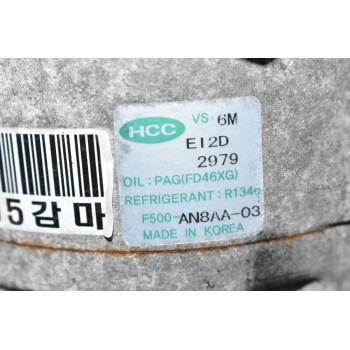 HCC VS 6M
E12D
2979
OIL : PAG(FD46XG)
REFRIGERANT : R134a
F500-AN8AA-03
MADE IN KOREA
5감마